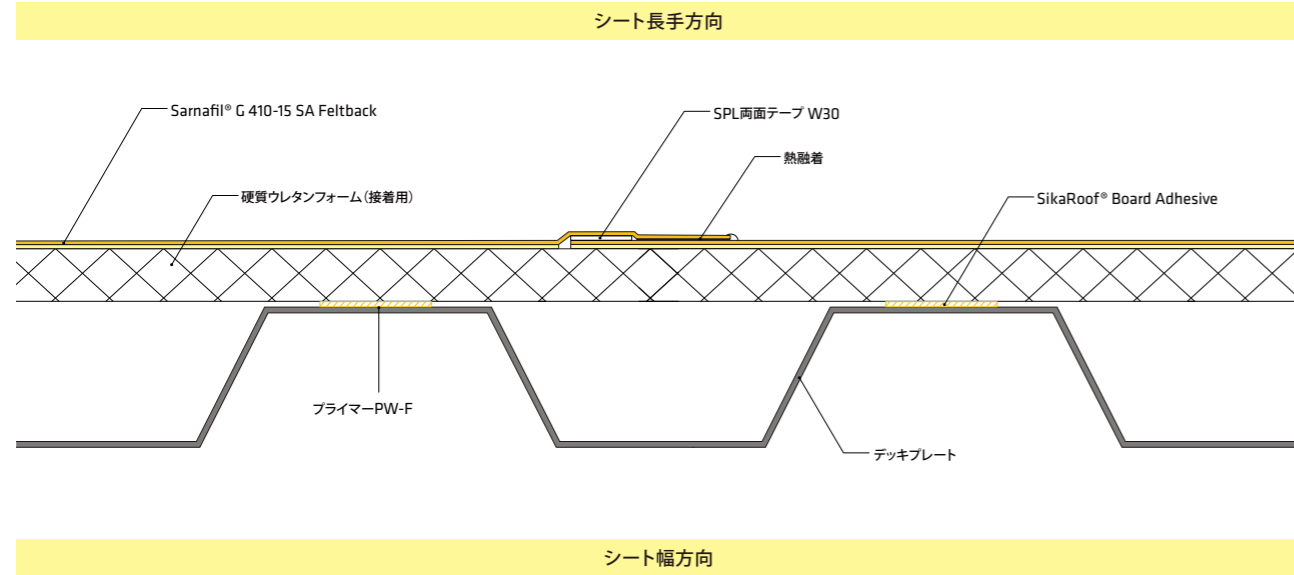 シート長手方向
Sarnafil® G 410-15 SA Feltback
SPL両面テープ W30
熱融着
硬質ウレタンフォーム（接着用）
SikaRoof® Board Adhesive
プライマーPW-F
デッキプレート
シート幅方向